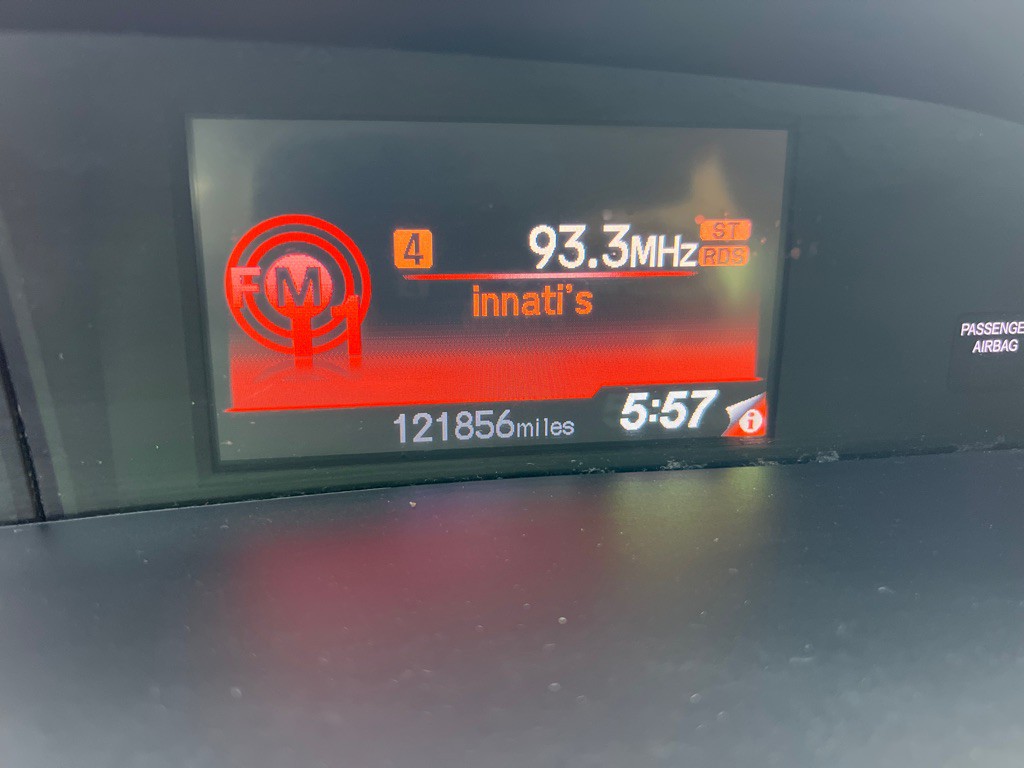 4 93.3MHz ST
RDS
FM1
innati's
121856miles 5:57
i
PASSENGE
AIRBAG